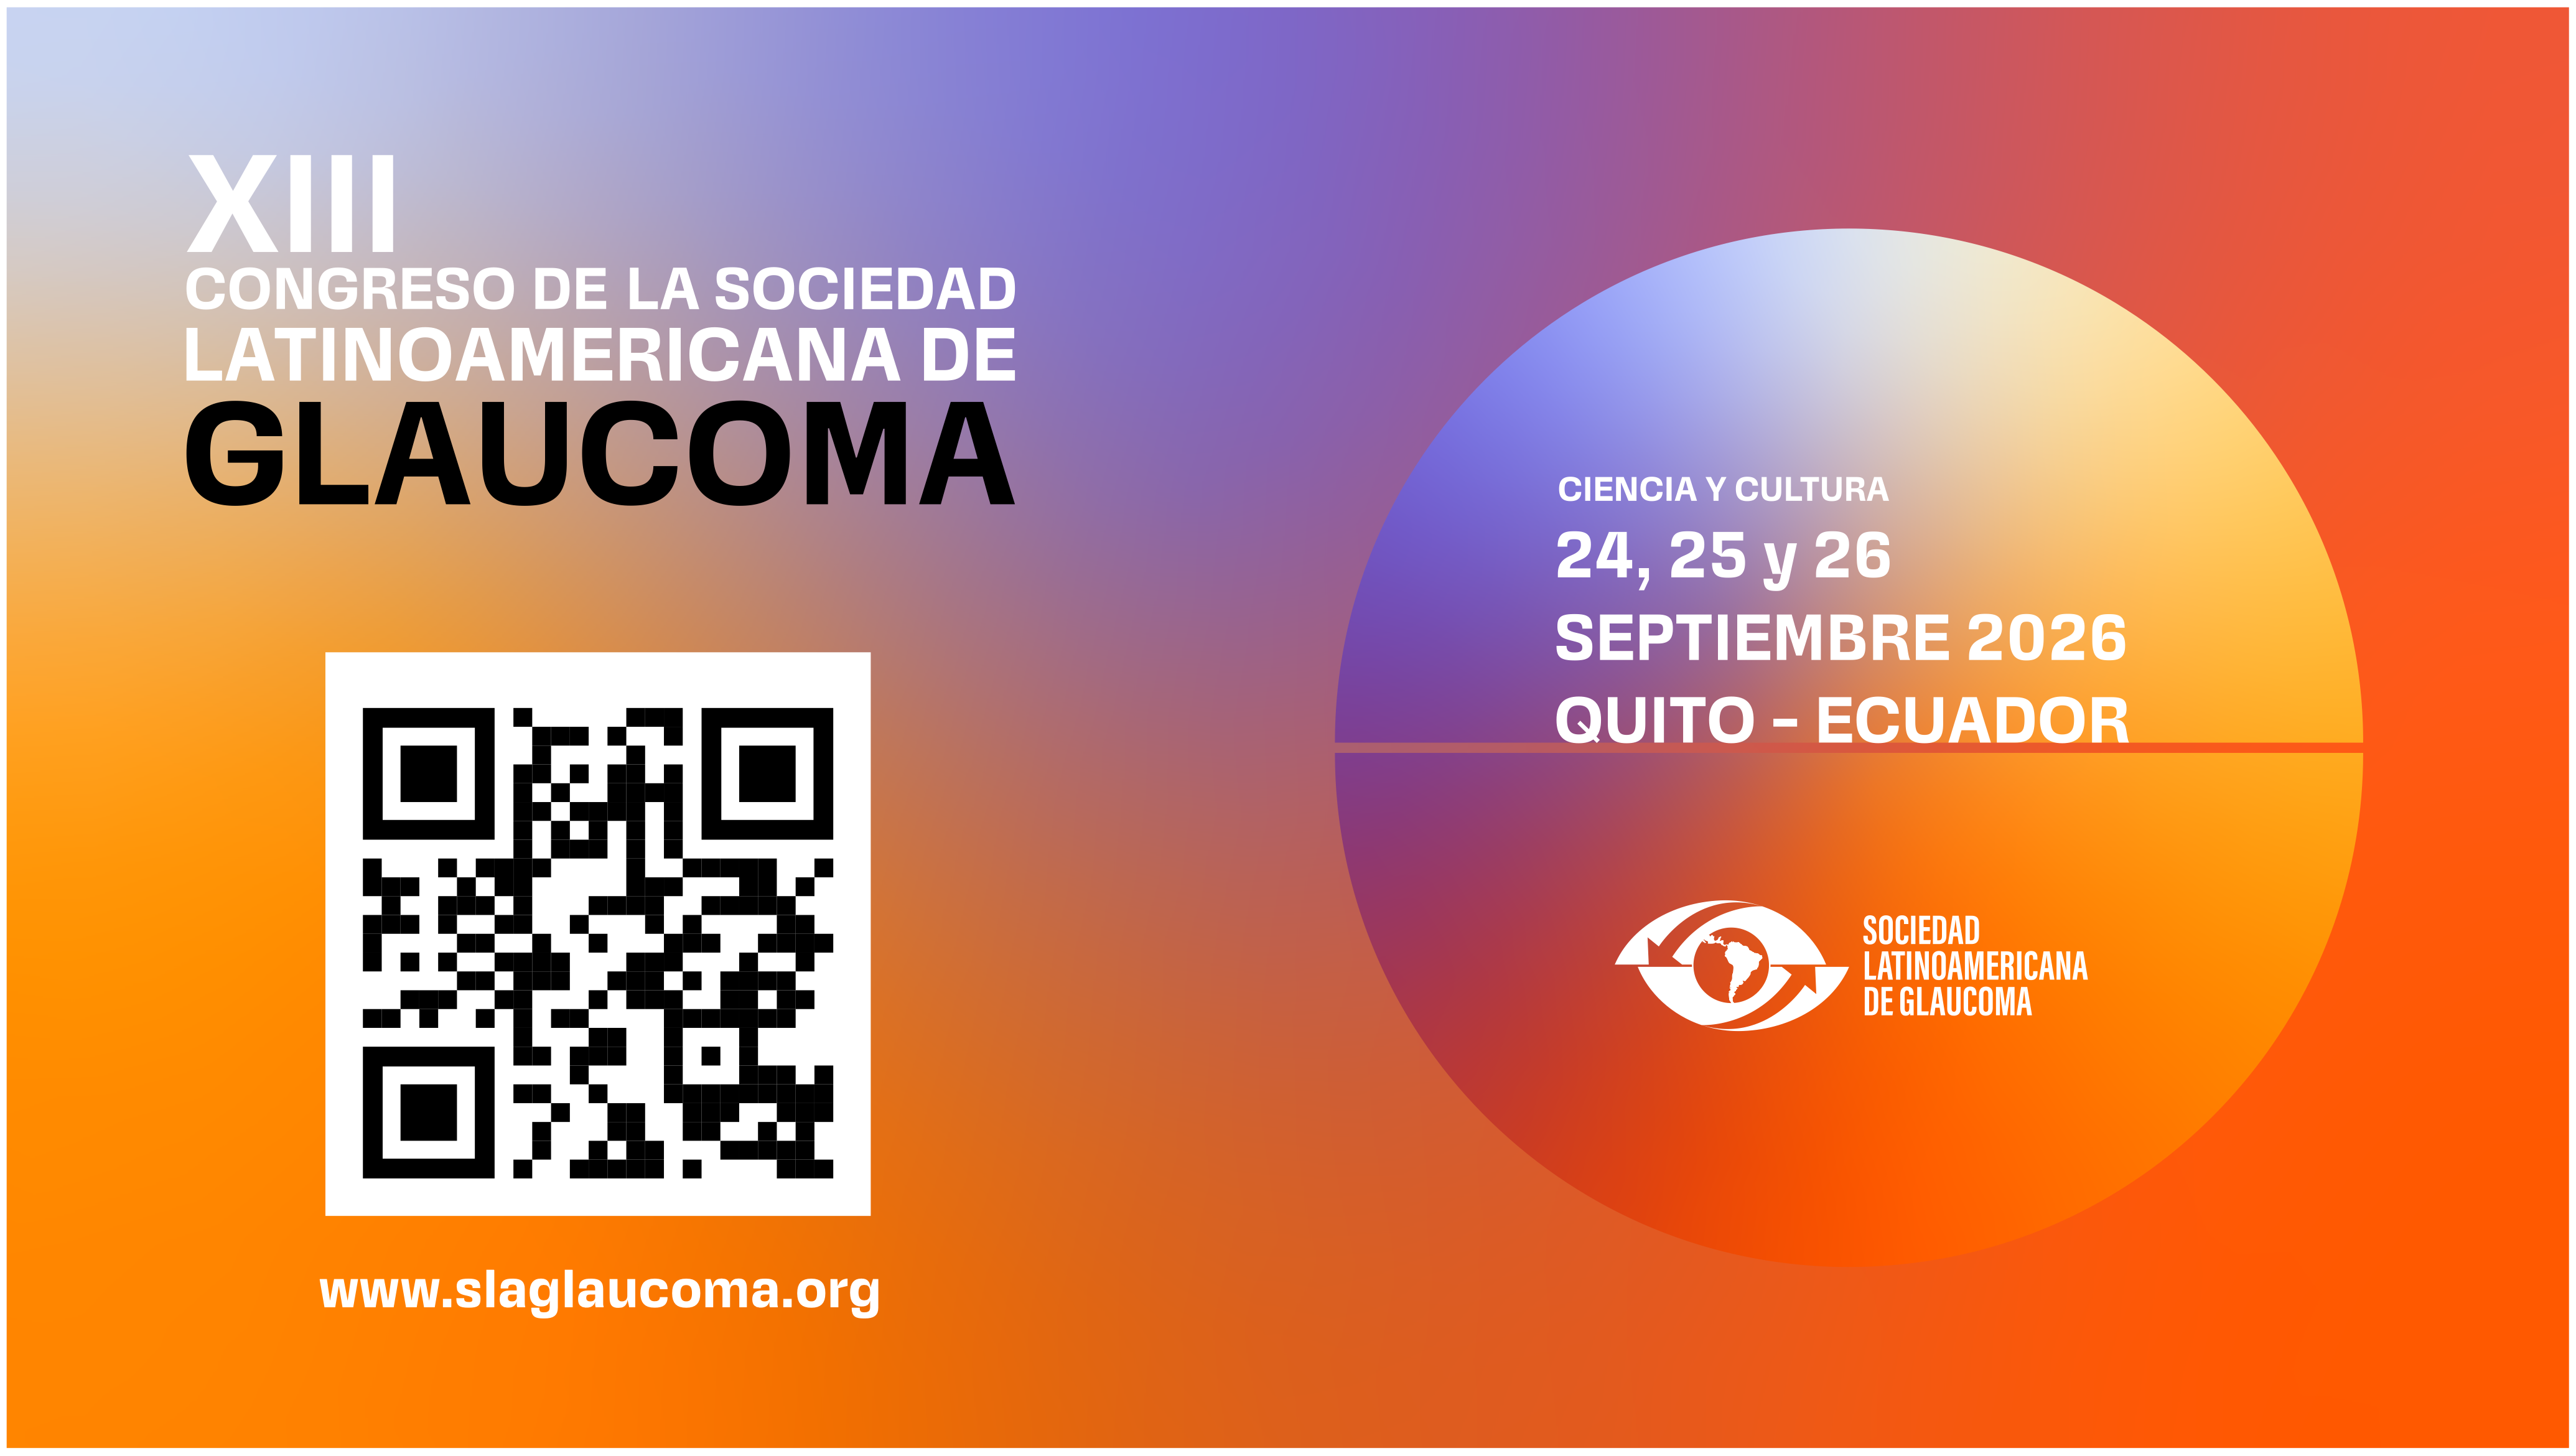 XIII
CONGRESO DE LA SOCIEDAD
LATINOAMERICANA DE
GLAUCOMA
www.slaglaucoma.org
CIENCIA Y CULTURA
24, 25 y 26
SEPTIEMBRE 2026
QUITO - ECUADOR
SOCIEDAD
LATINOAMERICANA
DE GLAUCOMA